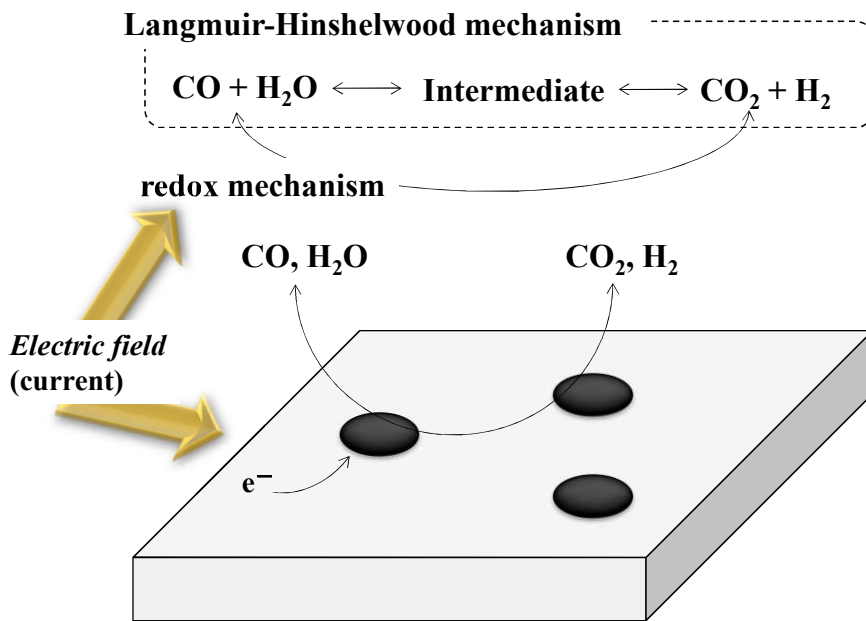 Langmuir-Hinshelwood mechanism
CO + H₂O Intermediate CO₂ + H₂
redox mechanism
CO, H₂O CO₂, H₂
Electric field
(current)
e⁻